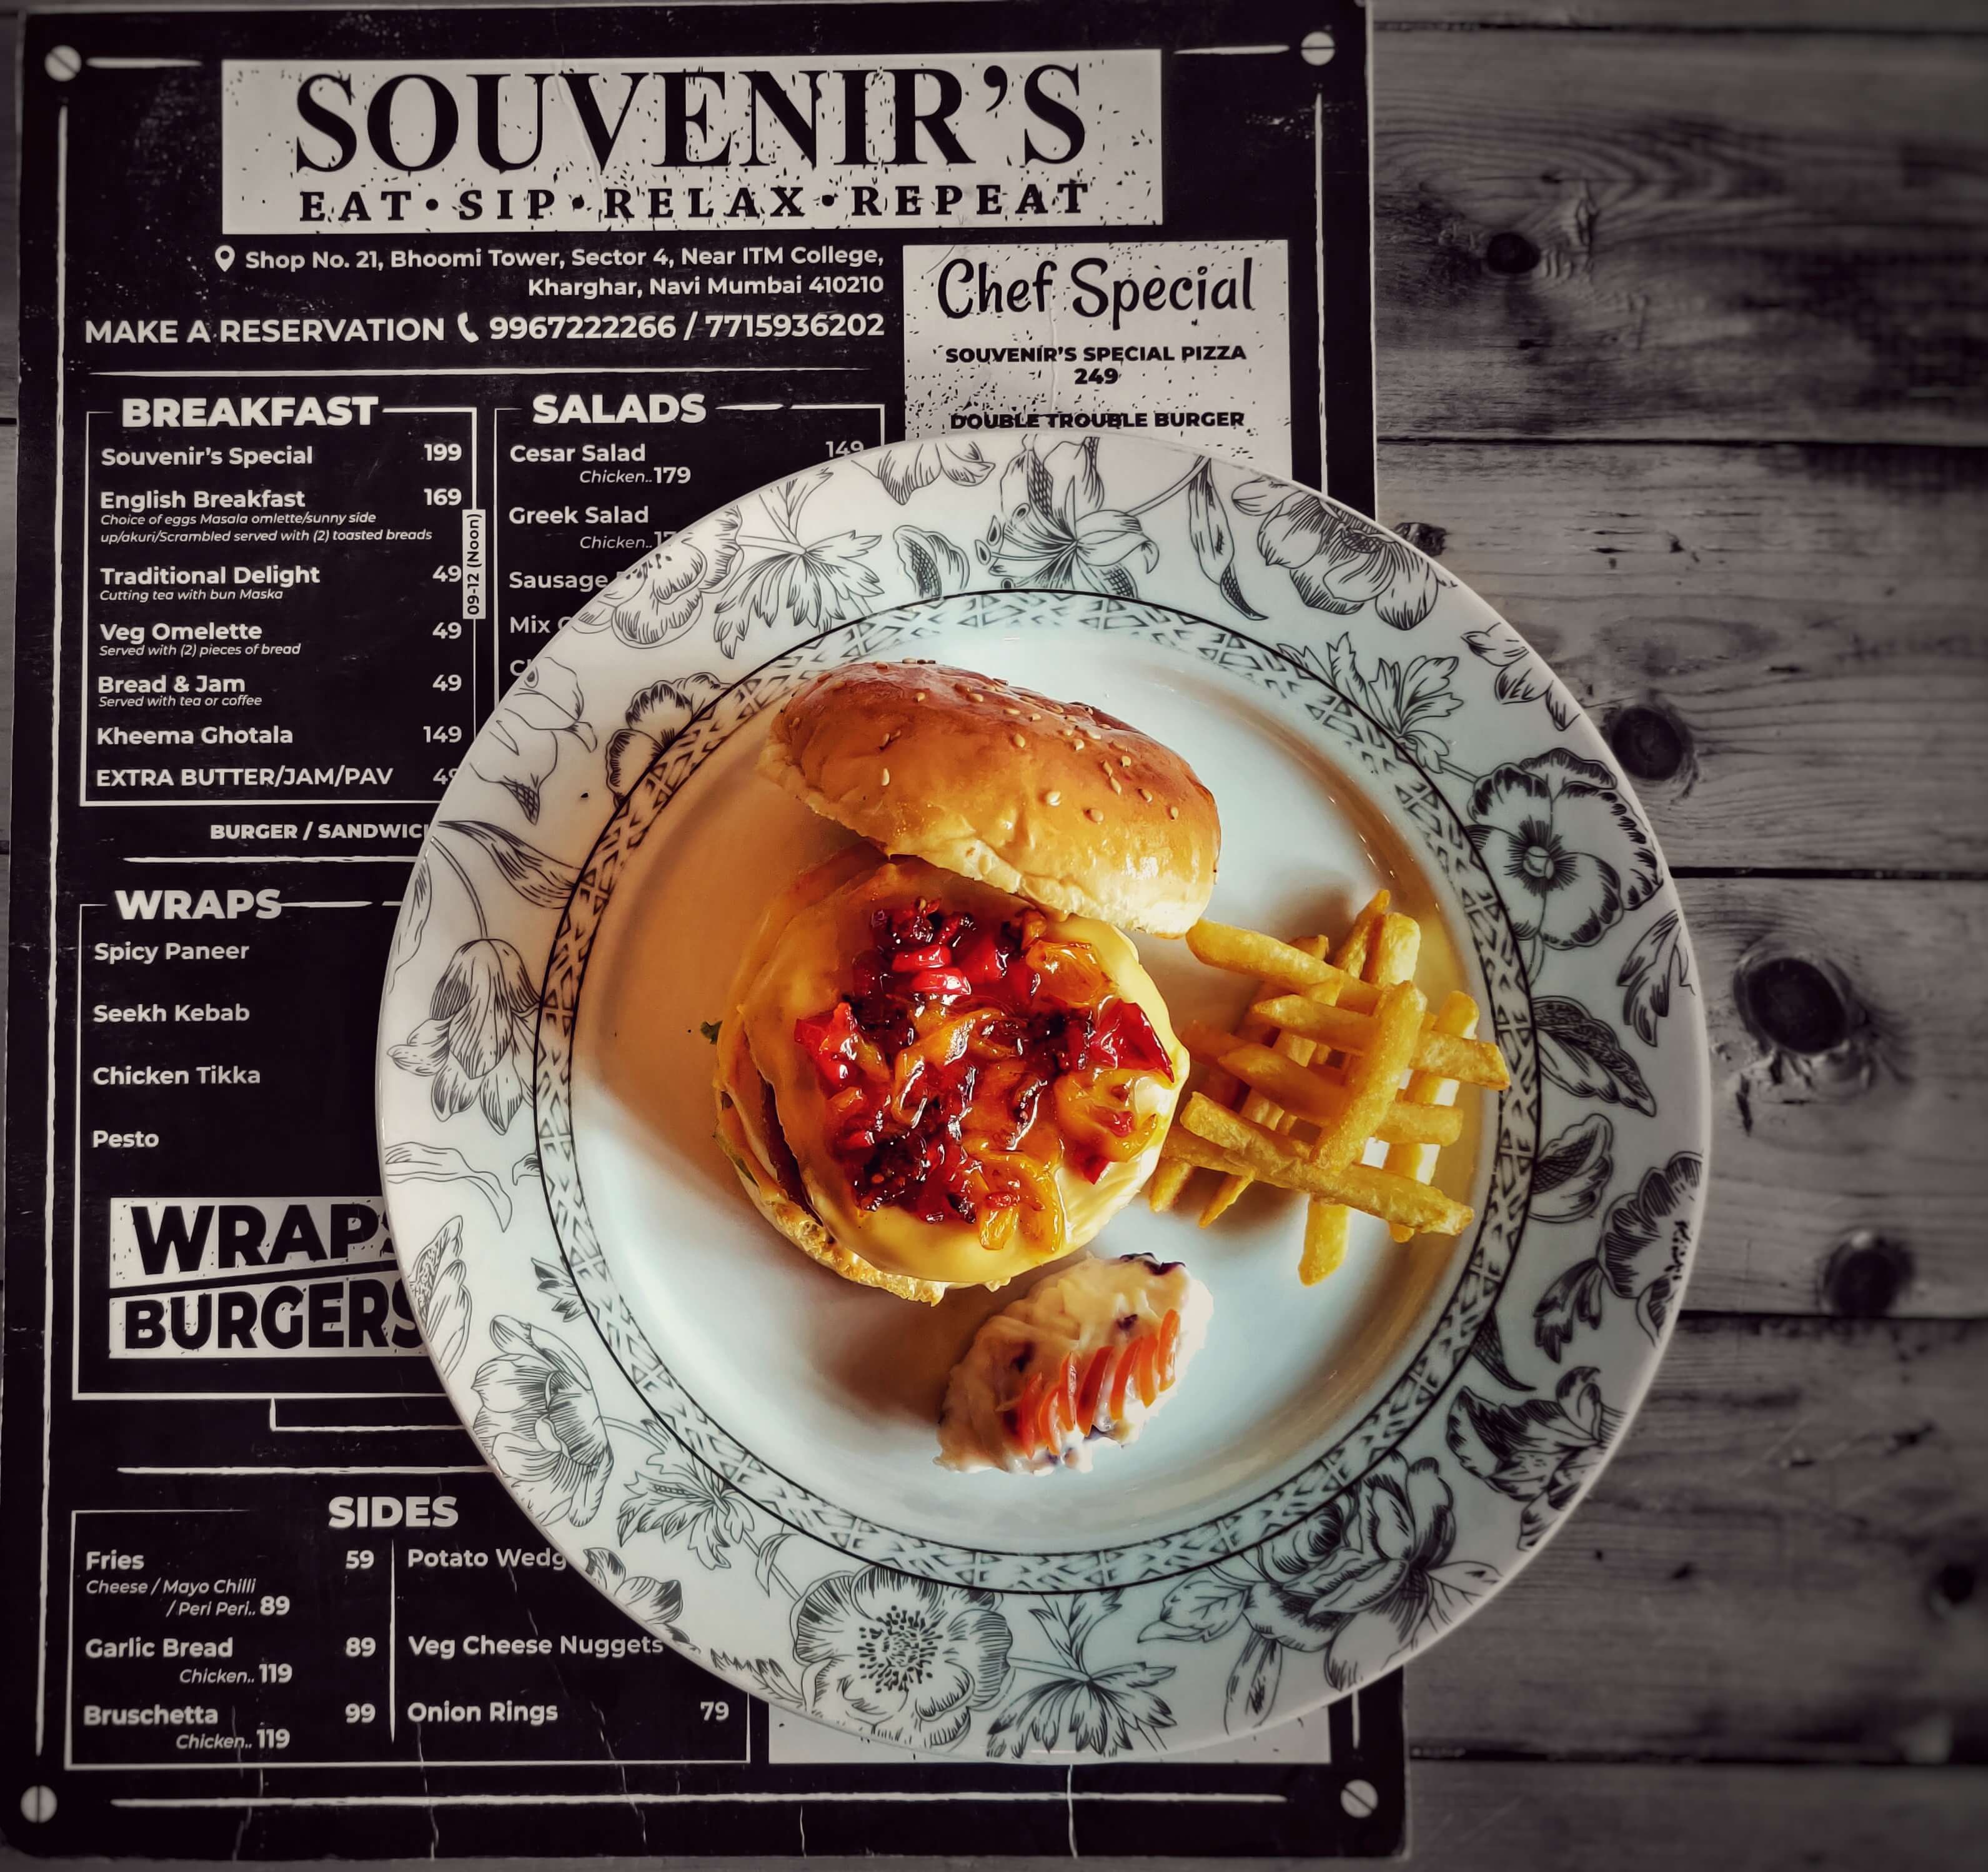 SOUVENIR'S
EAT•SIP•RELAX•REPEAT
Shop No. 21, Bhoomi Tower, Sector 4, Near ITM College,
Kharghar, Navi Mumbai 410210
MAKE A RESERVATION 9967222266 / 7715936202
Chef Special
SOUVENIR'S SPECIAL PIZZA
249
DOUBLE TROUBLE BURGER
BREAKFAST
Souvenir's Special 199
English Breakfast 169
Choice of eggs Masala omlette/sunny side
up/akuri/Scrambled served with (2) toasted breads
Traditional Delight 49
Cutting tea with bun Maska
Veg Omelette 49
Served with (2) pieces of bread
Bread & Jam 49
Served with tea or coffee
Kheema Ghotala 149
EXTRA BUTTER/JAM/PAV
09-12 (Noon)
SALADS
Cesar Salad 149
Chicken..179
Greek Salad
Chicken..
Sausage
Mix
BURGER /
WRAPS
Spicy Paneer
Seekh Kebab
Chicken Tikka
Pesto
WRAPS
BURGERS
SIDES
Fries 59
Cheese / Mayo Chilli
/ Peri Peri.. 89
Garlic Bread 89
Chicken.. 119
Bruschetta 99
Chicken.. 119
Potato
Veg Cheese Nuggets
Onion Rings 79